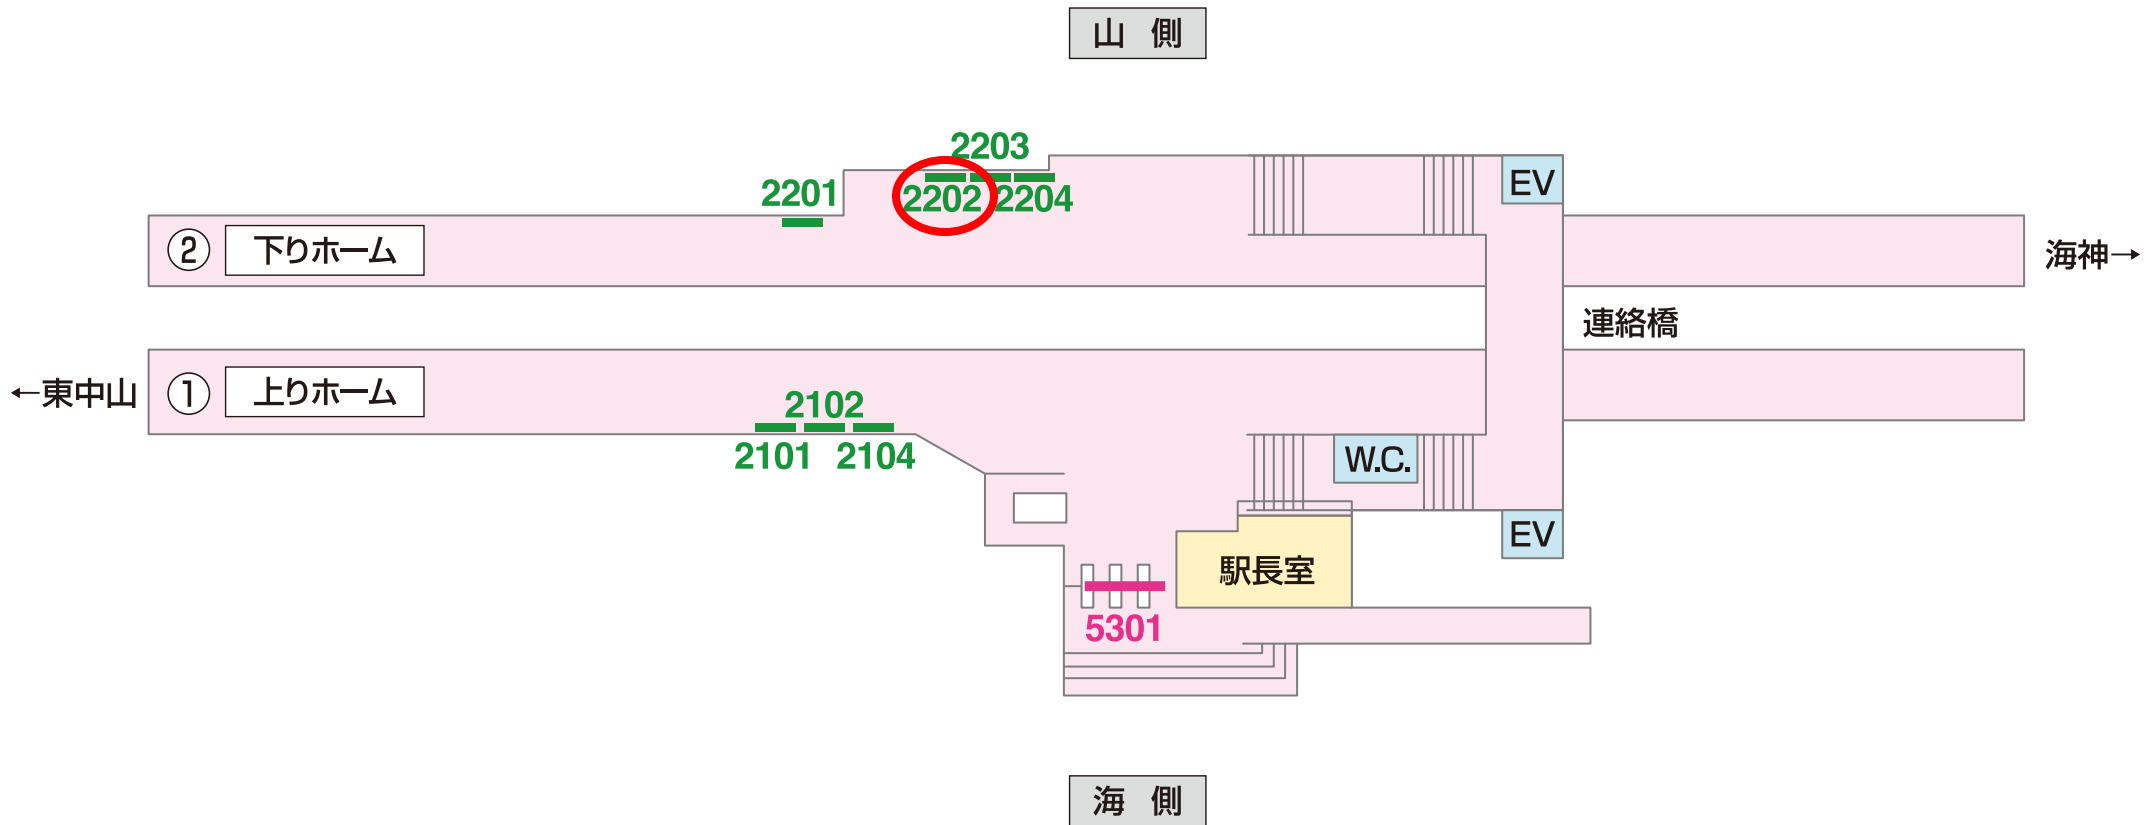 山 側
2203
2201
2202
2204
EV
② 下りホーム
海神→
連絡橋
←東中山
① 上りホーム
2102
2101
2104
W.C.
EV
駅長室
5301
海 側